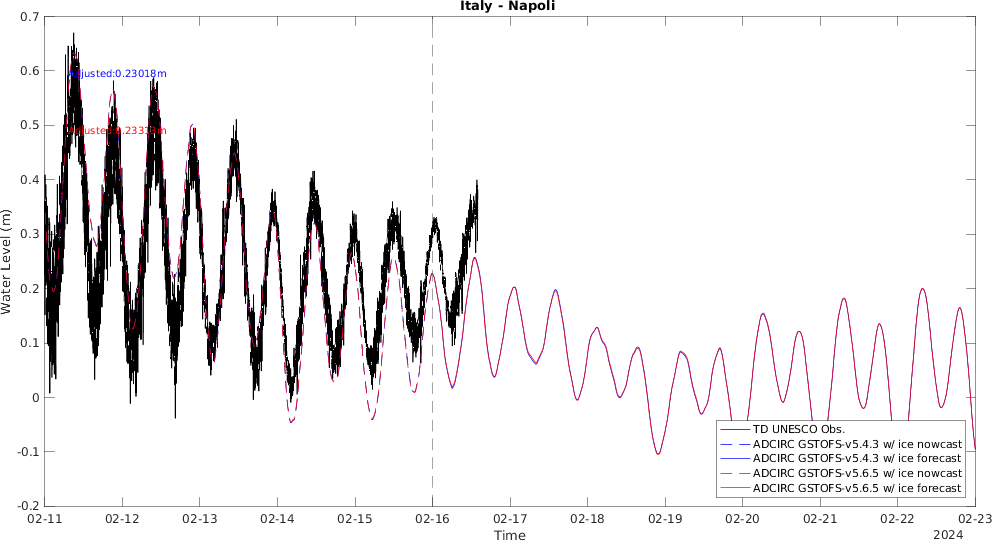 Italy - Napoli
0.7
0.6
0.5
0.4
0.3
0.2
0.1
0
-0.1
-0.2
Water Level (m)
Adjusted:0.23018m
TD UNESCO Obs.
ADCIRC GSTOFS-v5.4.3 w/ ice nowcast
ADCIRC GSTOFS-v5.4.3 w/ ice forecast
ADCIRC GSTOFS-v5.6.5 w/ ice nowcast
ADCIRC GSTOFS-v5.6.5 w/ ice forecast
02-11 02-12 02-13 02-14 02-15 02-16 02-17 02-18 02-19 02-20 02-21 02-22 02-23
Time
2024